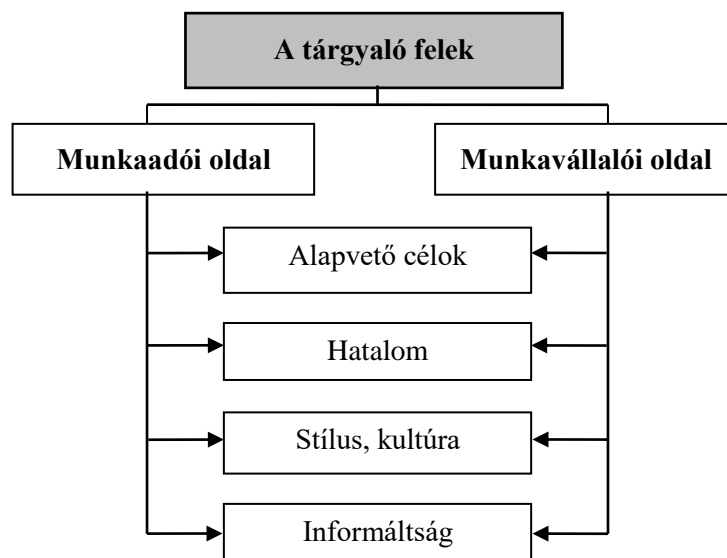 A tárgyaló felek
Munkaadói oldal
Munkavállalói oldal
Alapvető célok
Hatalom
Stílus, kultúra
Informáltság